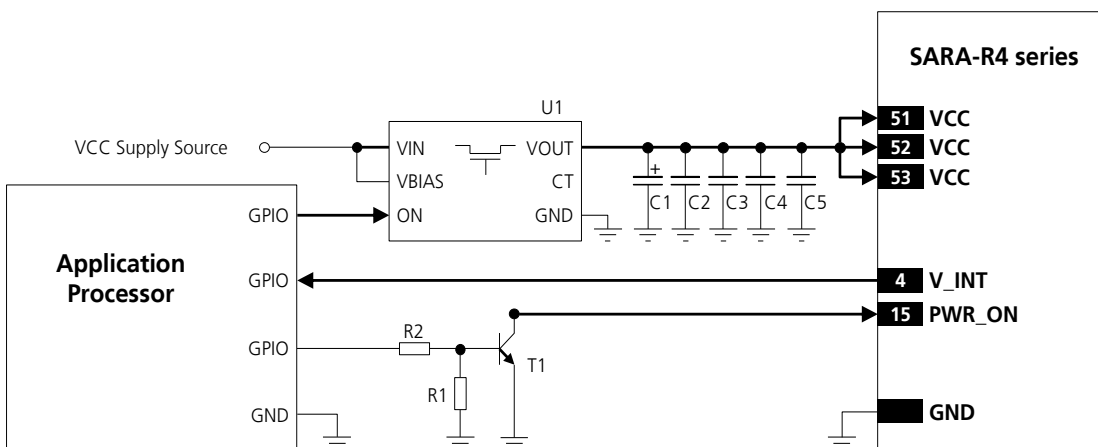 SARA-R4 series
U1
51 VCC
VCC Supply Source
VIN
VOUT
52 VCC
53 VCC
VBIAS
CT
+
C1
C2
C3
C4
C5
GPIO
ON
GND
Application
Processor
GPIO
4 V_INT
15 PWR_ON
R2
GPIO
T1
R1
GND
GND